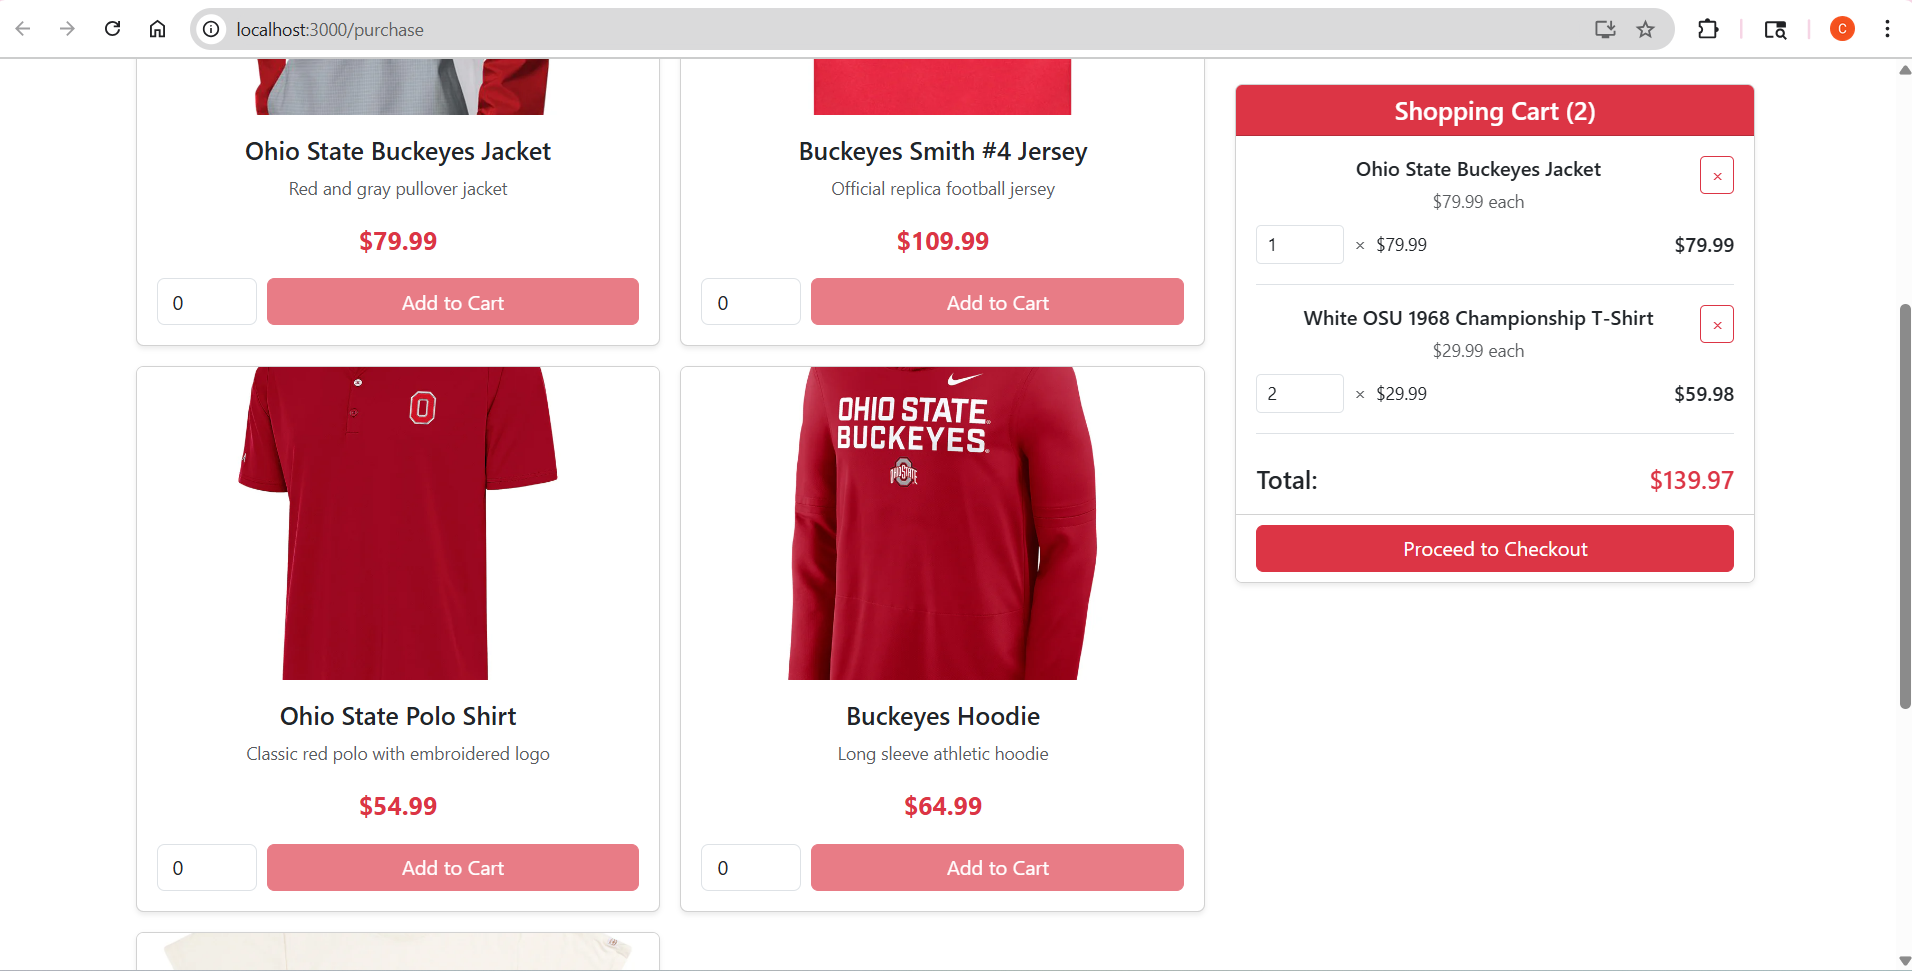 localhost:3000/purchase
C
Ohio State Buckeyes Jacket
Red and gray pullover jacket
$79.99
0
Add to Cart
Buckeyes Smith #4 Jersey
Official replica football jersey
$109.99
0
Add to Cart
OHIO STATE
BUCKEYES
OHIO STATE
Ohio State Polo Shirt
Classic red polo with embroidered logo
$54.99
0
Add to Cart
Buckeyes Hoodie
Long sleeve athletic hoodie
$64.99
0
Add to Cart
Shopping Cart (2)
Ohio State Buckeyes Jacket
×
$79.99 each
1 × $79.99 $79.99
White OSU 1968 Championship T-Shirt
×
$29.99 each
2 × $29.99 $59.98
Total: $139.97
Proceed to Checkout